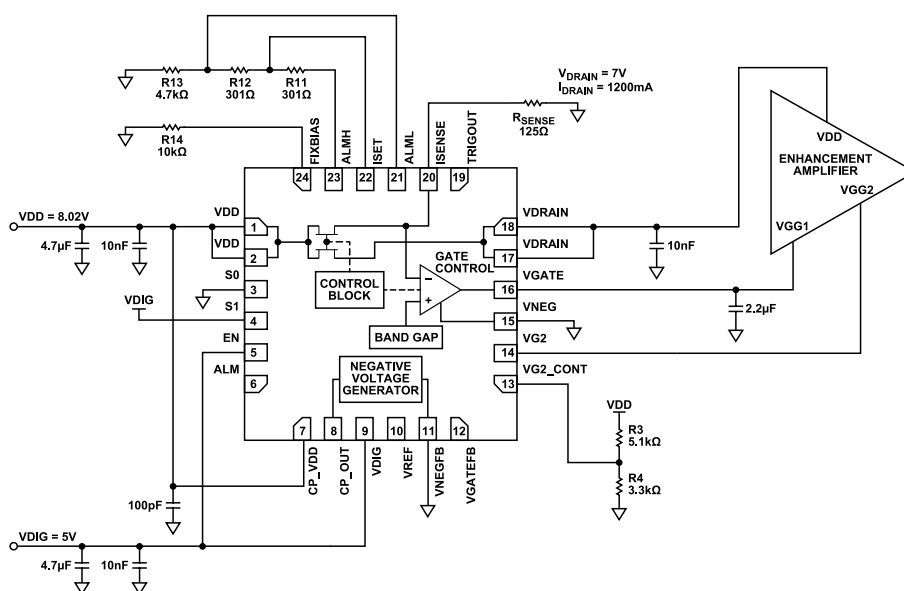 R13
4.7kΩ
R12
301Ω
R11
301Ω
R14
10kΩ
VDRAIN = 7V
IDRAIN = 1200mA
RSENSE
125Ω
FIXBIAS
ALMH
ISET
ALML
ISENSE
TRIGOUT
24
23
22
21
20
19
VDD
ENHANCEMENT
AMPLIFIER
VGG2
VGG1
VDD = 8.02V
4.7µF
10nF
VDD
1
VDD
2
S0
3
S1
4
VDIG
EN
5
ALM
6
VDRAIN
18
VDRAIN
17
VGATE
16
VNEG
15
VG2
14
VG2_CONT
13
10nF
2.2µF
GATE
CONTROL
−
+
CONTROL
BLOCK
BAND GAP
NEGATIVE
VOLTAGE
GENERATOR
7
8
9
10
11
12
CP_VDD
CP_OUT
VDIG
VREF
VNEGFB
VGATEFB
VDD
R3
5.1kΩ
R4
3.3kΩ
100pF
VDIG = 5V
4.7µF
10nF